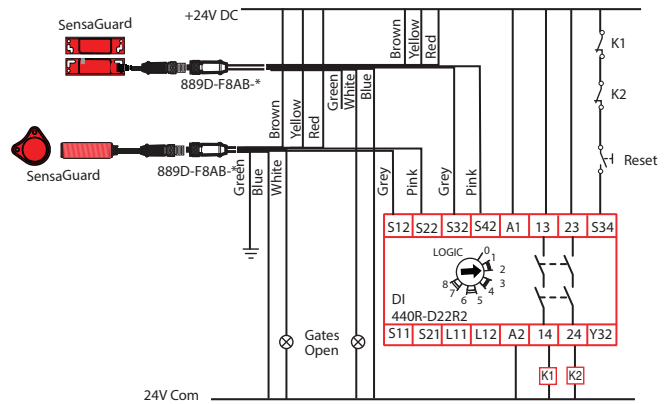 +24V DC
SensaGuard
889D-F8AB-*
Brown
Yellow
Red
Green
White
Blue
K1
K2
Reset
Brown
Yellow
Red
SensaGuard
889D-F8AB-*
Green
Blue
White
Grey
Pink
Grey
Pink
S12 S22 S32 S42 A1 13 23 S34
LOGIC
0
1
2
3
4
5
6
7
8
DI
440R-D22R2
S11 S21 L11 L12 A2 14 24 Y32
Gates
Open
K1 K2
24V Com